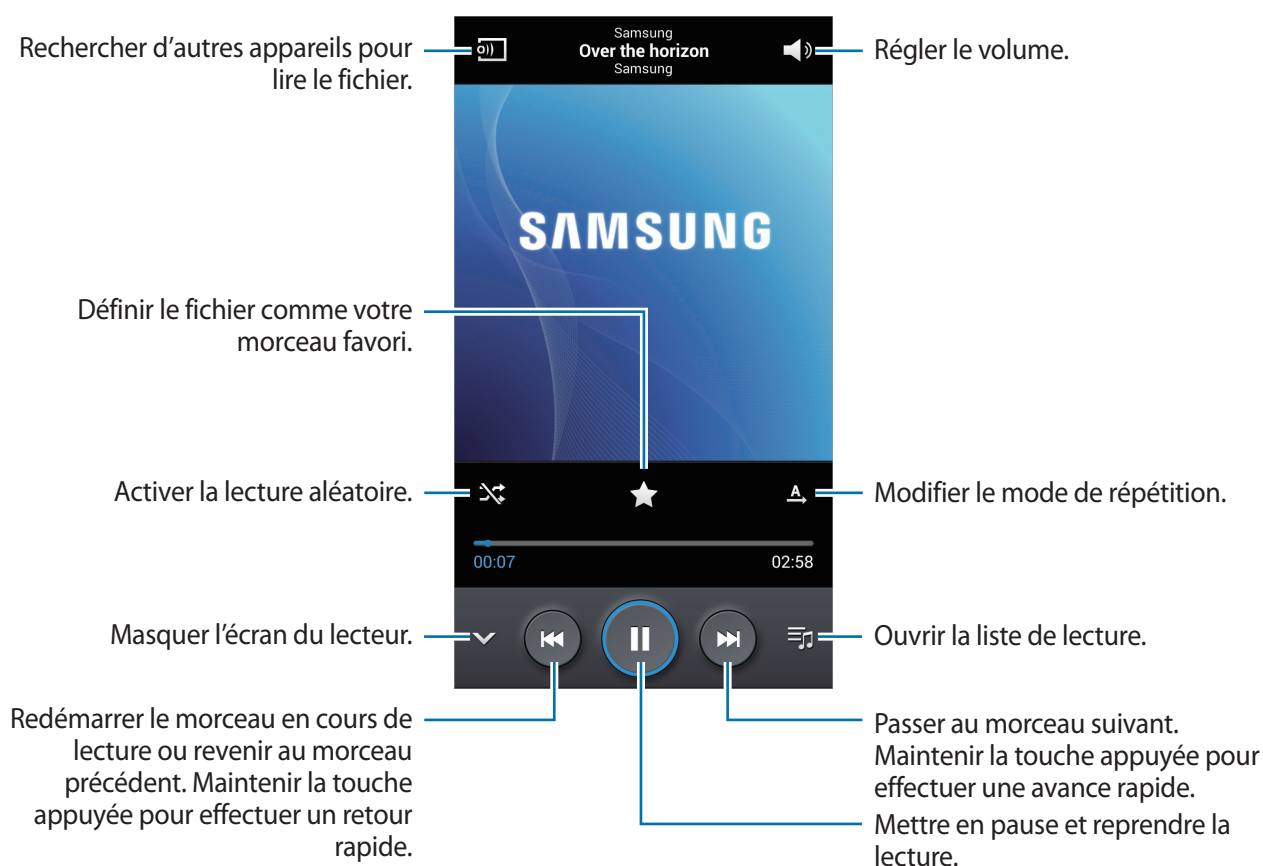 Rechercher d’autres appareils pour
lire le fichier.
Samsung
Over the horizon
Samsung
Régler le volume.
SAMSUNG
Définir le fichier comme votre
morceau favori.
Activer la lecture aléatoire.
A
Modifier le mode de répétition.
00:07
02:58
Masquer l’écran du lecteur.
Ouvrir la liste de lecture.
Redémarrer le morceau en cours de
lecture ou revenir au morceau
précédent. Maintenir la touche
appuyée pour effectuer un retour
rapide.
Passer au morceau suivant.
Maintenir la touche appuyée pour
effectuer une avance rapide.
Mettre en pause et reprendre la
lecture.